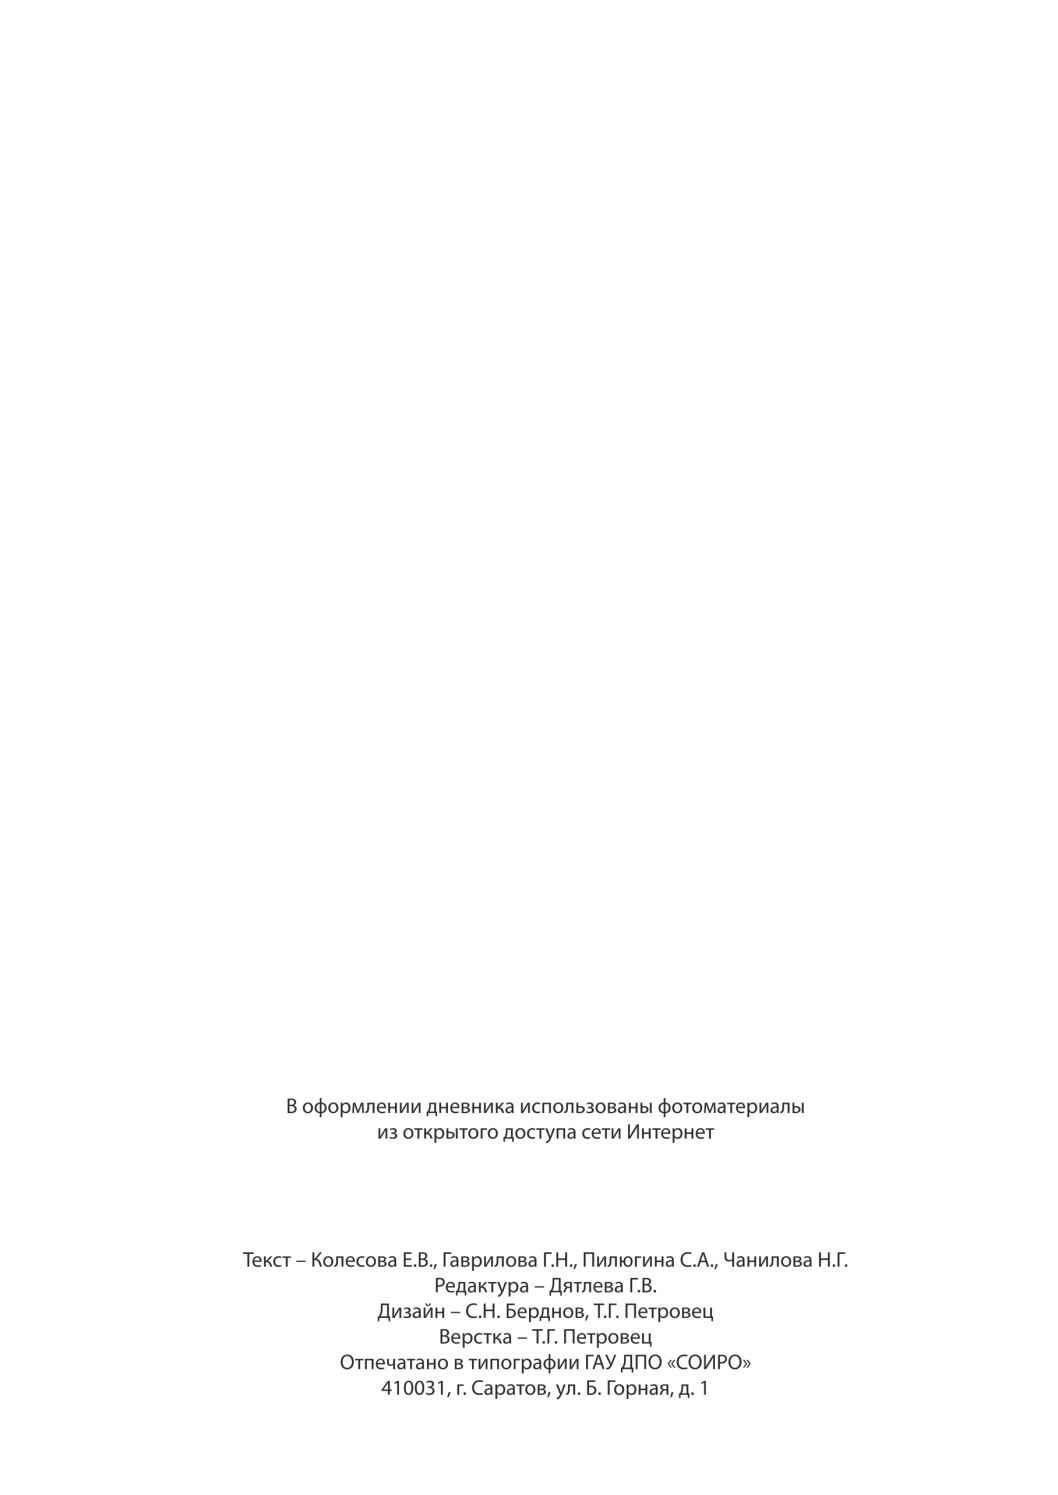 В оформлении дневника использованы фотоматериалы
из открытого доступа сети Интернет
Текст – Колесова Е.В., Гаврилова Г.Н., Пилюгина С.А., Чанилова Н.Г.
Редактура – Дятлева Г.В.
Дизайн – С.Н. Берднов, Т.Г. Петровец
Верстка – Т.Г. Петровец
Отпечатано в типографии ГАУ ДПО «СОИРО»
410031, г. Саратов, ул. Б. Горная, д. 1